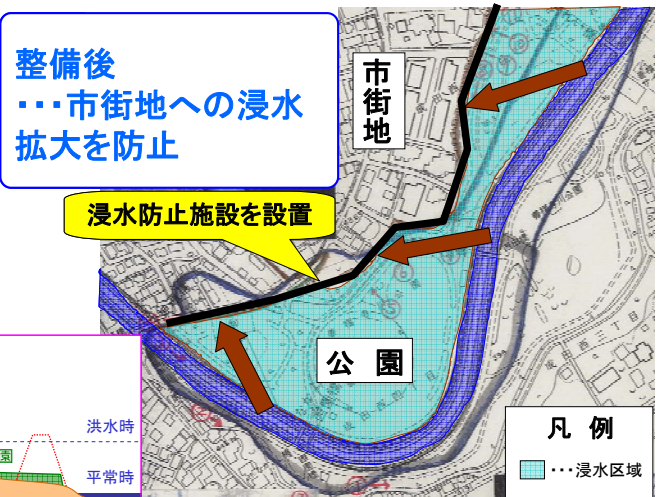 整備後
・・・市街地への浸水
拡大を防止
市街地
浸水防止施設を設置
公 園
洪水時
園
平常時
凡 例
・・・浸水区域